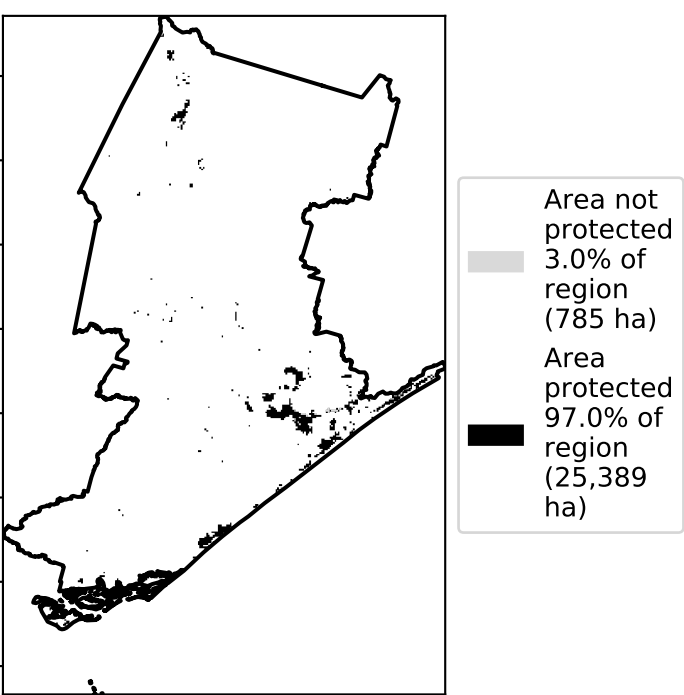 Area not
protected
3.0% of
region
(785 ha)
Area
protected
97.0% of
region
(25,389
ha)